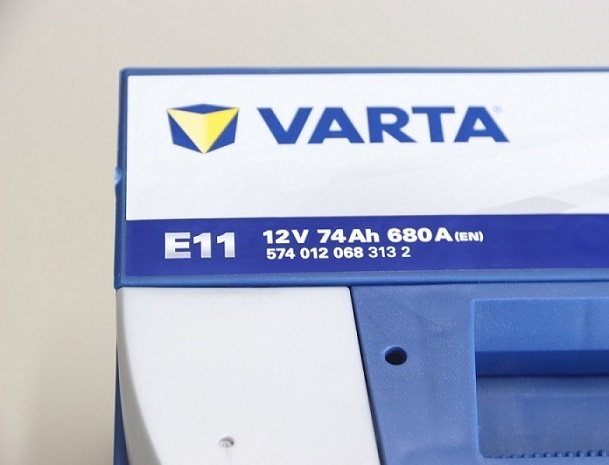 VARTA®
E11
12V 74Ah 680A (EN)
574 012 068 313 2